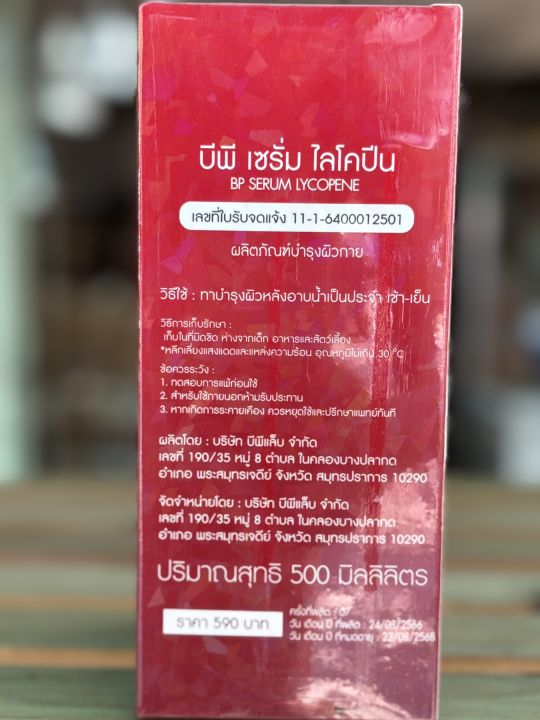 บีพี เซรั่ม ไลโคปีน
BP SERUM LYCOPENE
เลขที่ใบรับจดแจ้ง 11-1-6400012501
ผลิตภัณฑ์บำรุงผิวกาย
วิธีใช้ : ทาบำรุงผิวหลังอาบน้ำเป็นประจำ เช้า-เย็น
วิธีการเก็บรักษา :
เก็บในที่มิดชิด ห่างจากเด็ก อาหารและสัตว์เลี้ยง
*หลีกเลี่ยงแสงแดดและแหล่งความร้อน อุณหภูมิไม่เกิน 30 °C
ข้อควรระวัง :
1. ทดสอบการแพ้ก่อนใช้
2. สำหรับใช้ภายนอกห้ามรับประทาน
3. หากเกิดการระคายเคือง ควรหยุดใช้และปรึกษาแพทย์ทันที
ผลิตโดย : บริษัท บีพีแล็บ จำกัด
เลขที่ 190/35 หมู่ 8 ตำบล ในคลองบางปลากด
อำเภอ พระสมุทรเจดีย์ จังหวัด สมุทรปราการ 10290
จัดจำหน่ายโดย : บริษัท บีพีแล็บ จำกัด
เลขที่ 190/35 หมู่ 8 ตำบล ในคลองบางปลากด
อำเภอ พระสมุทรเจดีย์ จังหวัด สมุทรปราการ 10290
ปริมาณสุทธิ 500 มิลลิลิตร
ราคา 590 บาท
ครั้งที่ผลิต : 07
วัน เดือน ปี ที่ผลิต : 24/08/2566
วัน เดือน ปี ที่หมดอายุ : 23/08/2568